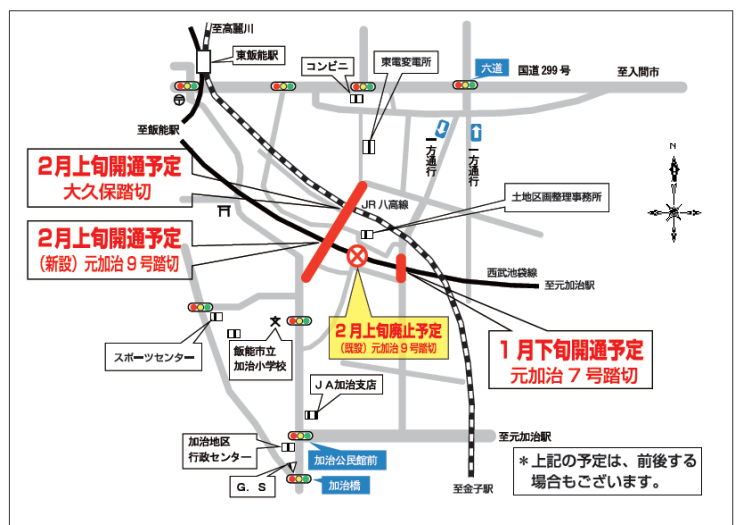 至高麗川
東飯能駅
コンビニ
東電変電所
六道
国道 299 号
至入間市
至飯能駅
一方通行
一方通行
N
2月上旬開通予定
大久保踏切
JR 八高線
土地区画整理事務所
2月上旬開通予定
（新設）元加治9号踏切
西武池袋線
至元加治駅
2月上旬廃止予定
（既設）元加治9号踏切
1月下旬開通予定
元加治7号踏切
スポーツセンター
飯能市立
加治小学校
JA加治支店
加治地区
行政センター
加治公民館前
至元加治駅
G．S
加治橋
至金子駅
＊上記の予定は、前後する
場合もございます。